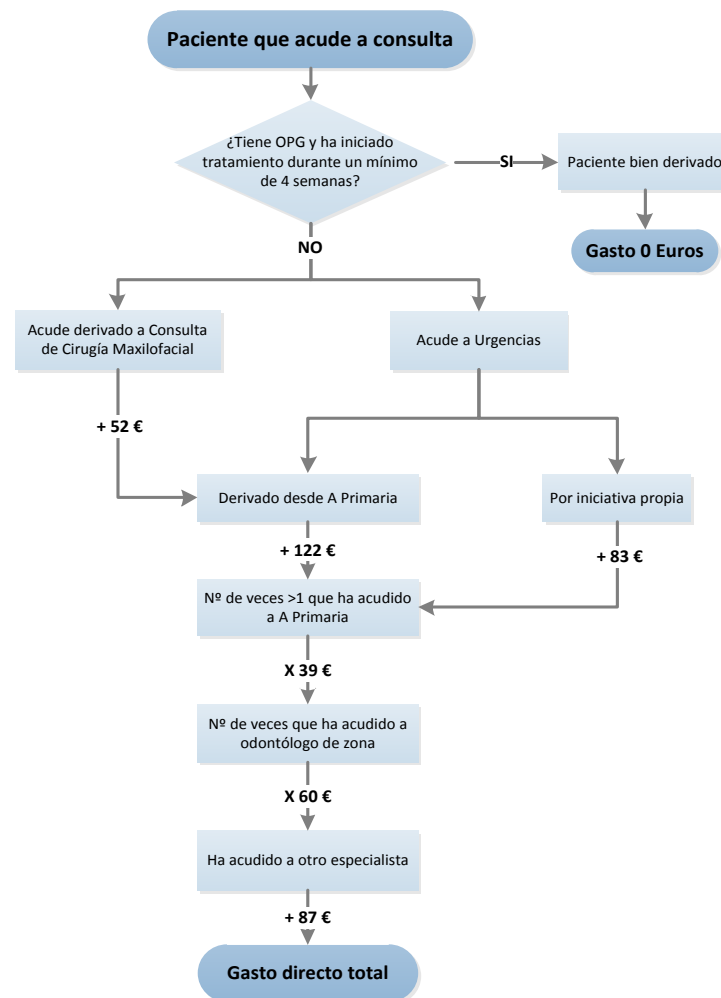 Paciente que acude a consulta
¿Tiene OPG y ha iniciado
tratamiento durante un mínimo
de 4 semanas?
SI
Paciente bien derivado
NO
Gasto 0 Euros
Acude derivado a Consulta
de Cirugía Maxilofacial
Acude a Urgencias
+ 52 €
Derivado desde A Primaria
Por iniciativa propia
+ 122 €
+ 83 €
Nº de veces >1 que ha acudido
a A Primaria
X 39 €
Nº de veces que ha acudido a
odontólogo de zona
X 60 €
Ha acudido a otro especialista
+ 87 €
Gasto directo total